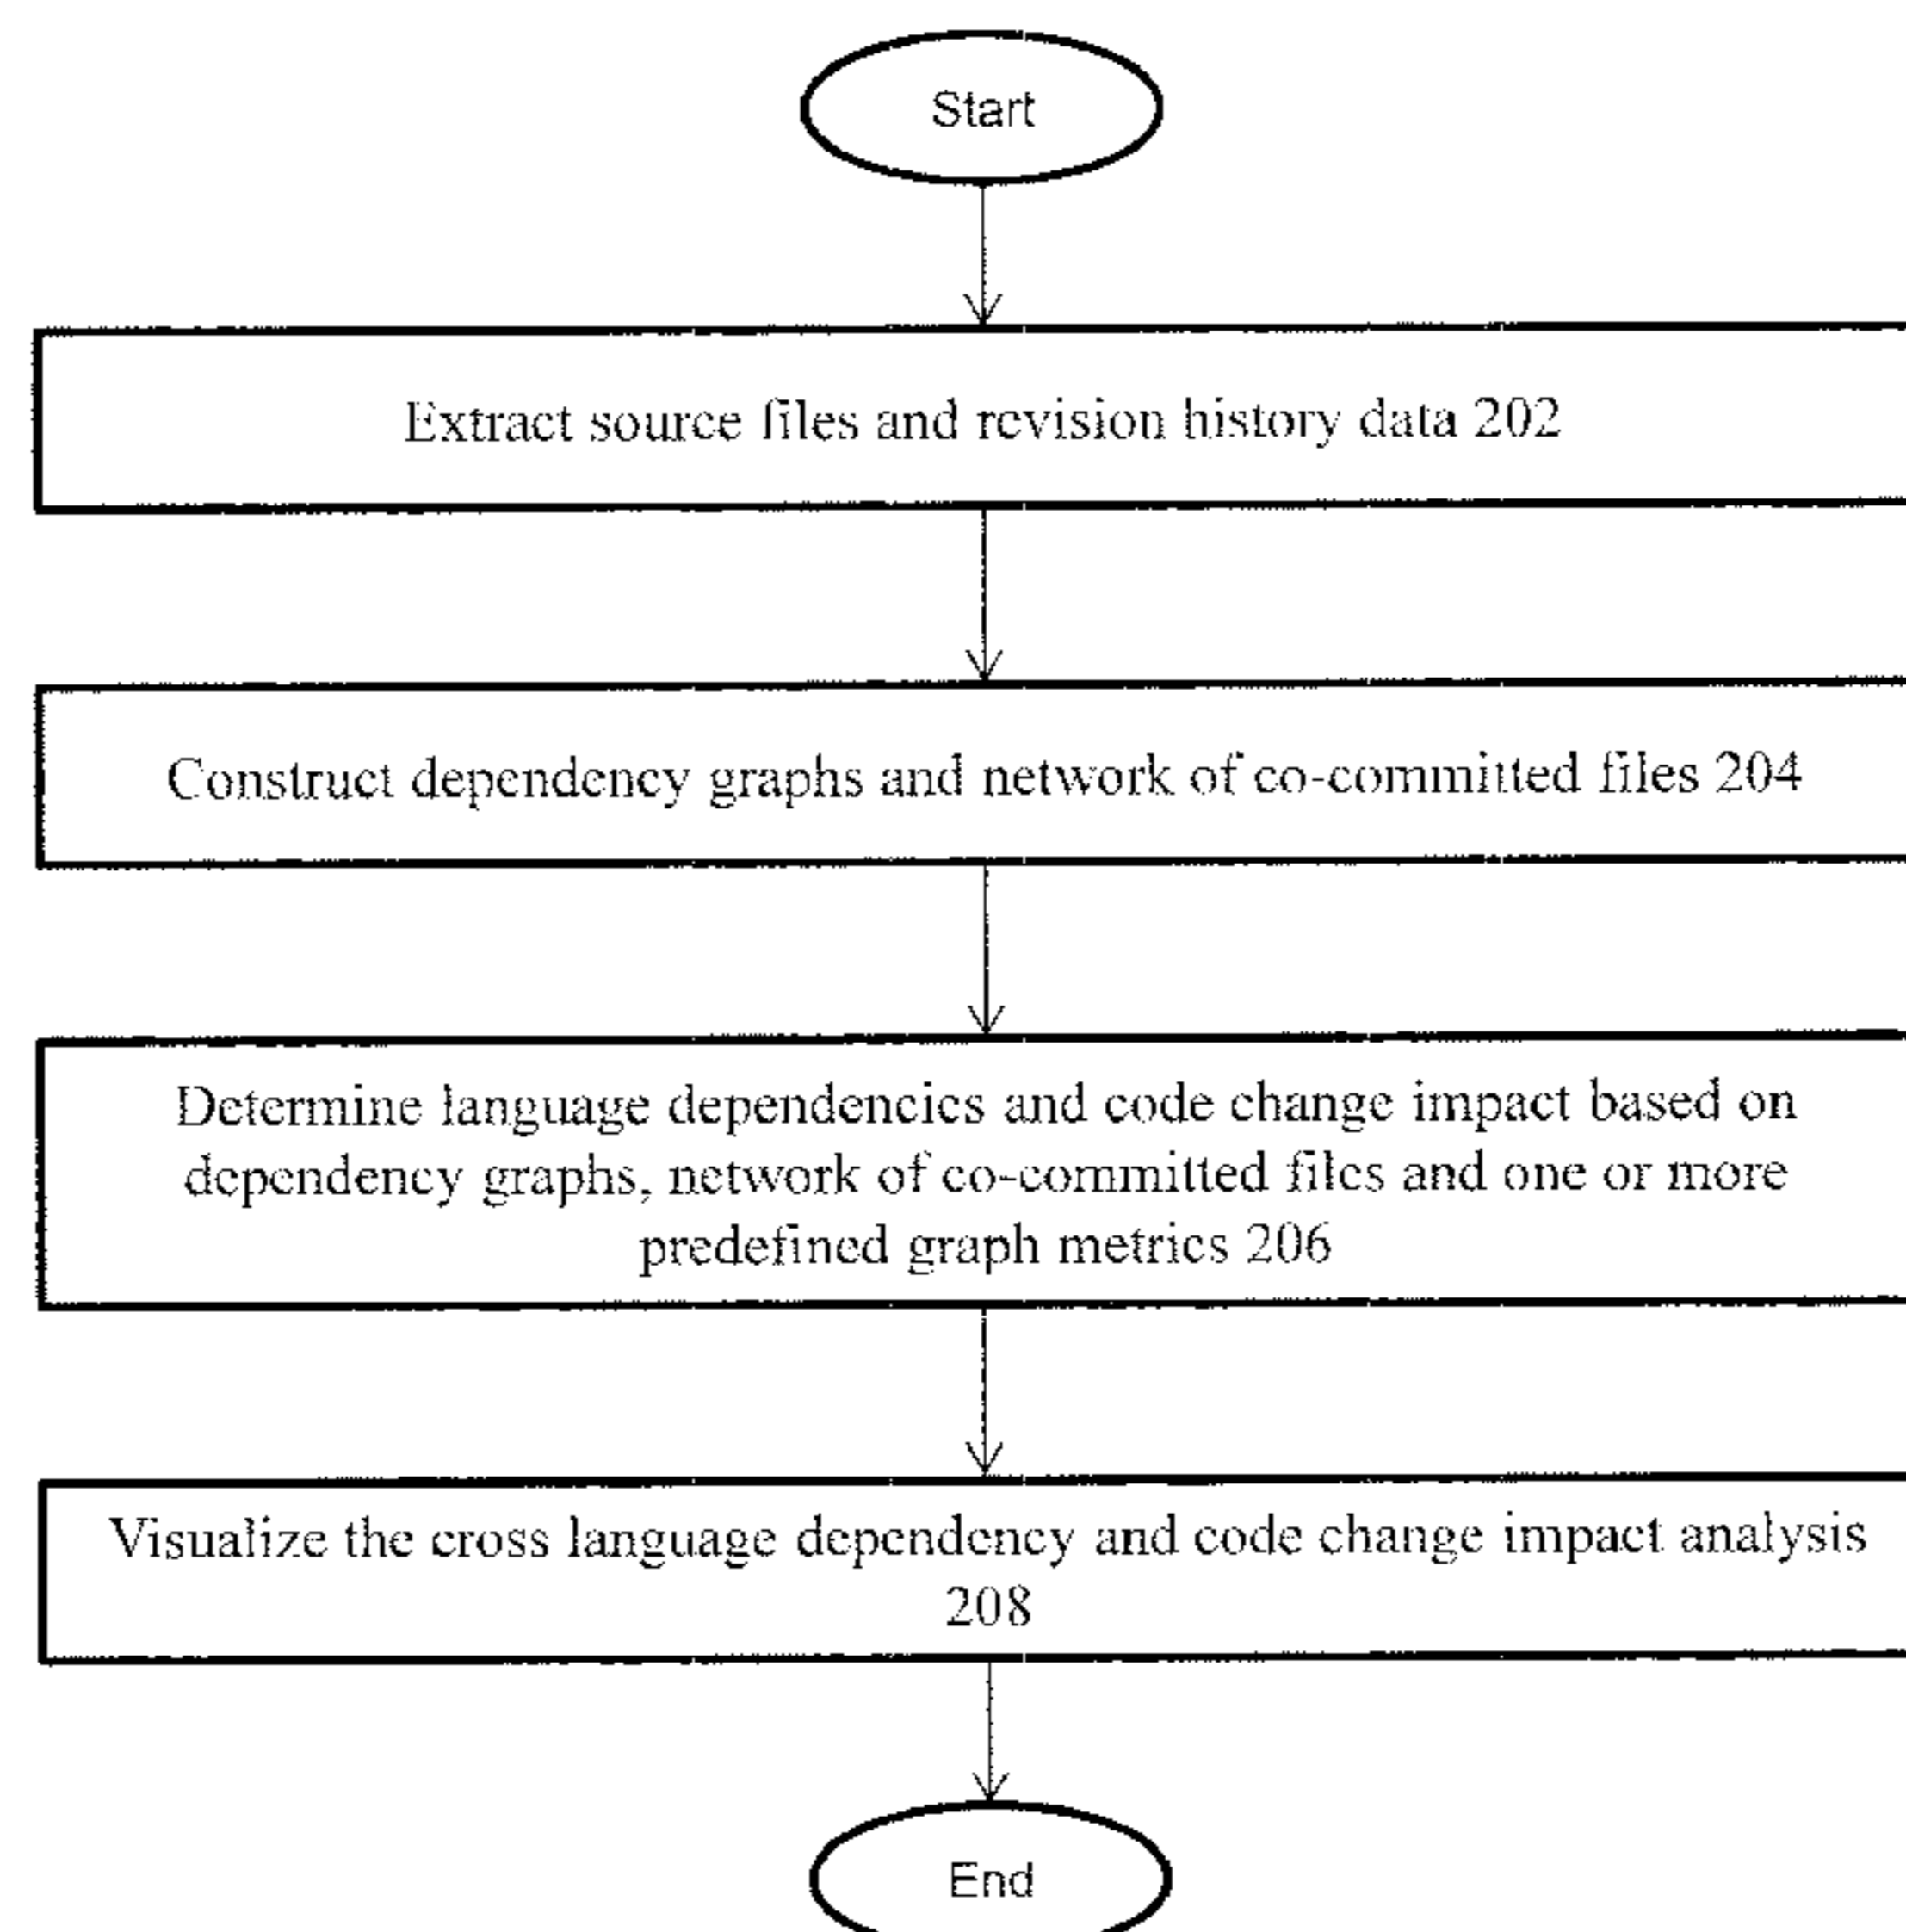 Start
Extract source files and revision history data 202
Construct dependency graphs and network of co-committed files 204
Determine language dependencies and code change impact based on
dependency graphs, network of co-committed files and one or more
predefined graph metrics 206
Visualize the cross language dependency and code change impact analysis
208
End